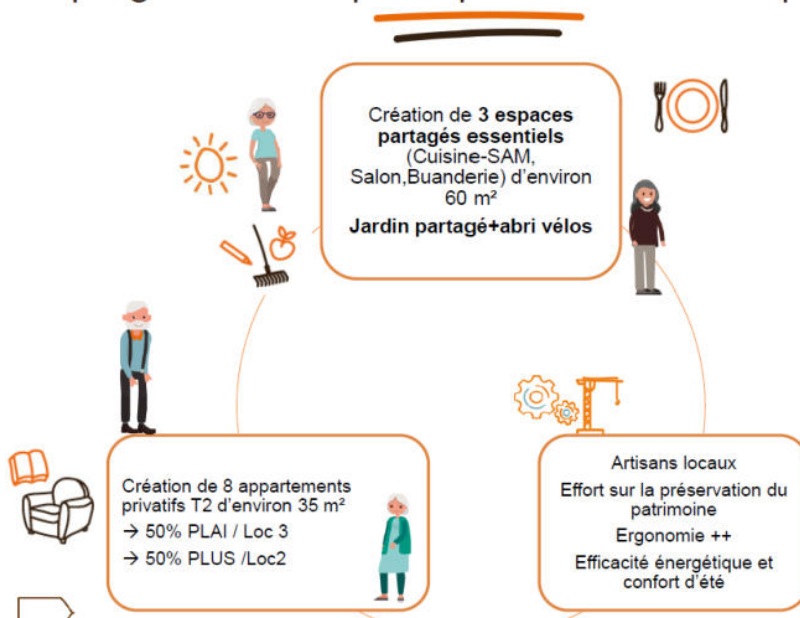 Création de 3 espaces
partagés essentiels
(Cuisine-SAM,
Salon,Buanderie) d'environ
60 m²
Jardin partagé+abri vélos
Création de 8 appartements
privatifs T2 d'environ 35 m²
→ 50% PLAI / Loc 3
→ 50% PLUS /Loc2
Artisans locaux
Effort sur la préservation du
patrimoine
Ergonomie ++
Efficacité énergétique et
confort d'été